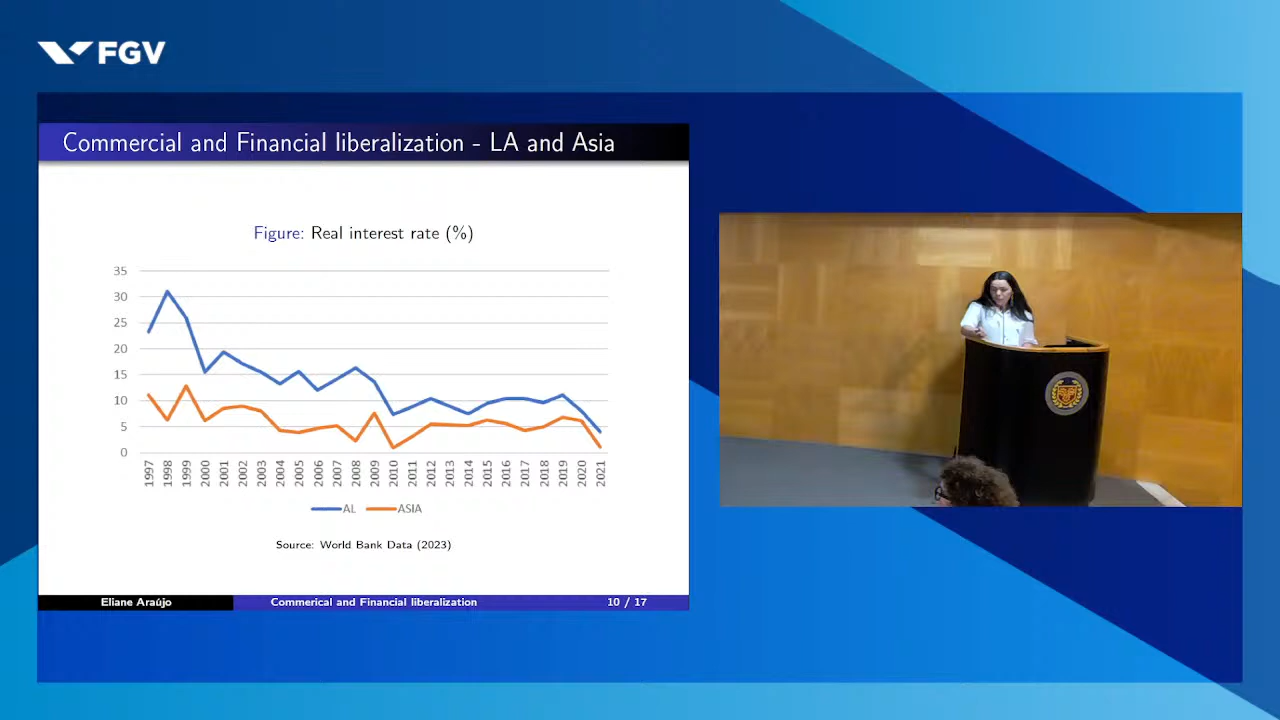 FGV
Commercial and Financial liberalization - LA and Asia
Figure: Real interest rate (%)
35
30
25
20
15
10
5
0
1997 1998 1999 2000 2001 2002 2003 2004 2005 2006 2007 2008 2009 2010 2011 2012 2013 2014 2015 2016 2017 2018 2019 2020 2021
AL ASIA
Source: World Bank Data (2023)
Eliane Araújo Commerical and Financial liberalization 10 / 17